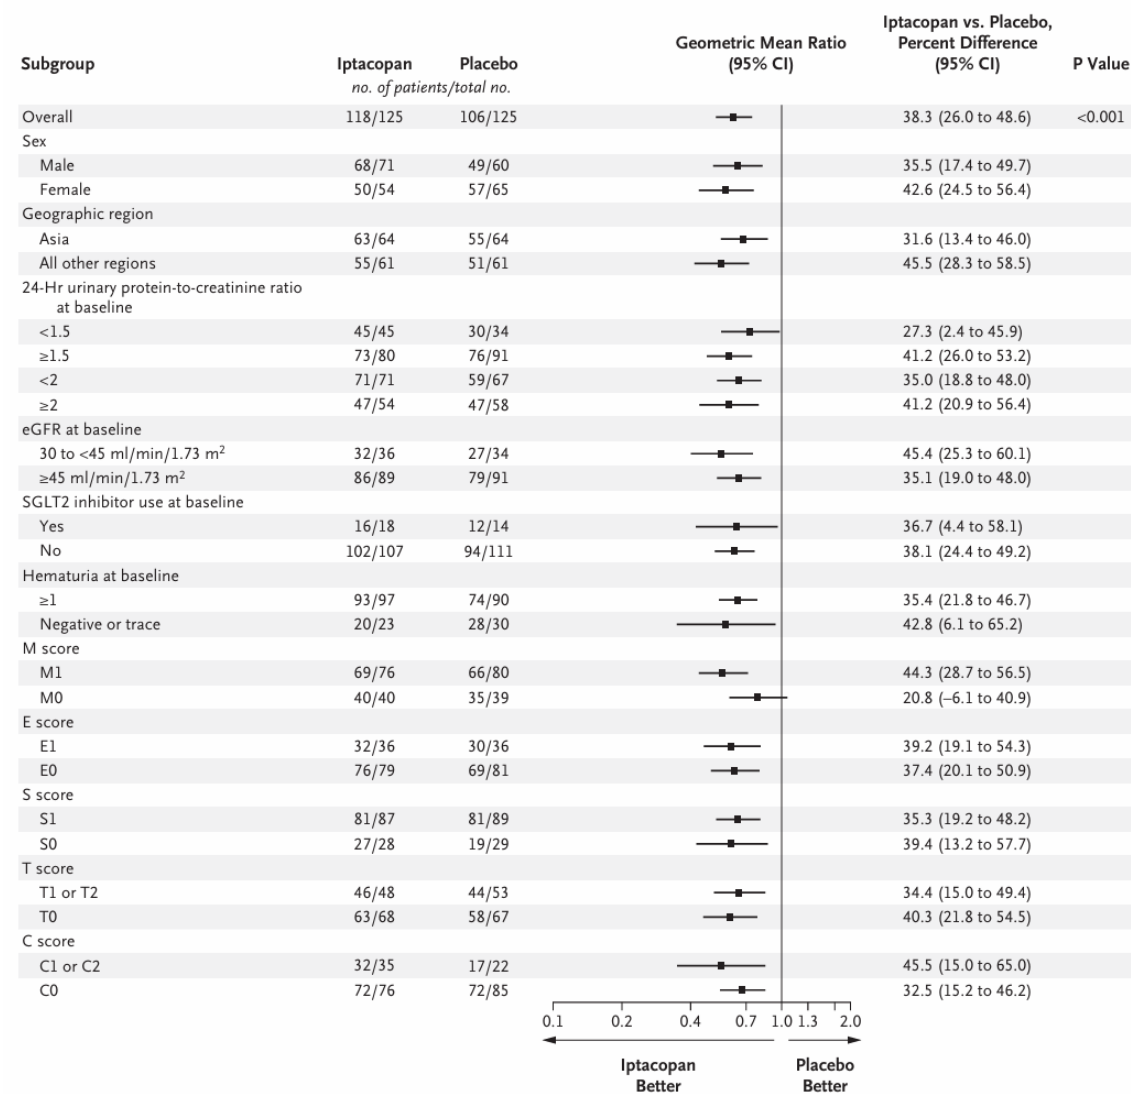 Subgroup Iptacopan Placebo Geometric Mean Ratio (95% CI) Iptacopan vs. Placebo, Percent Difference (95% CI) P Value
no. of patients/total no.
Overall 118/125 106/125 38.3 (26.0 to 48.6) <0.001
Sex
Male 68/71 49/60 35.5 (17.4 to 49.7)
Female 50/54 57/65 42.6 (24.5 to 56.4)
Geographic region
Asia 63/64 55/64 31.6 (13.4 to 46.0)
All other regions 55/61 51/61 45.5 (28.3 to 58.5)
24-Hr urinary protein-to-creatinine ratio
at baseline
<1.5 45/45 30/34 27.3 (2.4 to 45.9)
≥1.5 73/80 76/91 41.2 (26.0 to 53.2)
<2 71/71 59/67 35.0 (18.8 to 48.0)
≥2 47/54 47/58 41.2 (20.9 to 56.4)
eGFR at baseline
30 to <45 ml/min/1.73 m² 32/36 27/34 45.4 (25.3 to 60.1)
≥45 ml/min/1.73 m² 86/89 79/91 35.1 (19.0 to 48.0)
SGLT2 inhibitor use at baseline
Yes 16/18 12/14 36.7 (4.4 to 58.1)
No 102/107 94/111 38.1 (24.4 to 49.2)
Hematuria at baseline
≥1 93/97 74/90 35.4 (21.8 to 46.7)
Negative or trace 20/23 28/30 42.8 (6.1 to 65.2)
M score
M1 69/76 66/80 44.3 (28.7 to 56.5)
M0 40/40 35/39 20.8 (–6.1 to 40.9)
E score
E1 32/36 30/36 39.2 (19.1 to 54.3)
E0 76/79 69/81 37.4 (20.1 to 50.9)
S score
S1 81/87 81/89 35.3 (19.2 to 48.2)
S0 27/28 19/29 39.4 (13.2 to 57.7)
T score
T1 or T2 46/48 44/53 34.4 (15.0 to 49.4)
T0 63/68 58/67 40.3 (21.8 to 54.5)
C score
C1 or C2 32/35 17/22 45.5 (15.0 to 65.0)
C0 72/76 72/85 32.5 (15.2 to 46.2)
0.1 0.2 0.4 0.7 1.0 1.3 2.0
Iptacopan Better Placebo Better